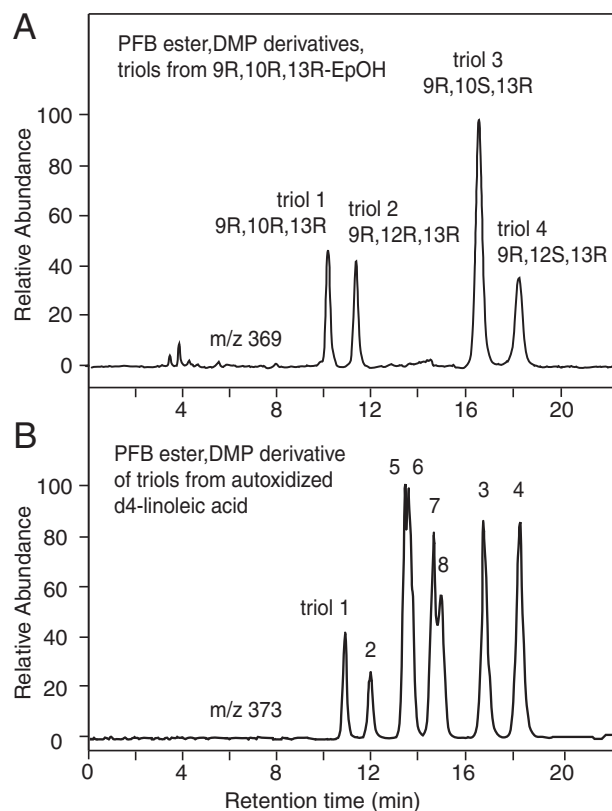 A
PFB ester,DMP derivatives,
triols from 9R,10R,13R-EpOH
triol 3
9R,10S,13R
triol 1
9R,10R,13R
triol 2
9R,12R,13R
triol 4
9R,12S,13R
m/z 369
Relative Abundance
100
80
60
40
20
0
4
8
12
16
20
B
PFB ester,DMP derivative
of triols from autoxidized
d4-linoleic acid
5 6
7
8
3
4
triol 1
2
m/z 373
Relative Abundance
100
80
60
40
20
0
0
4
8
12
16
20
Retention time (min)